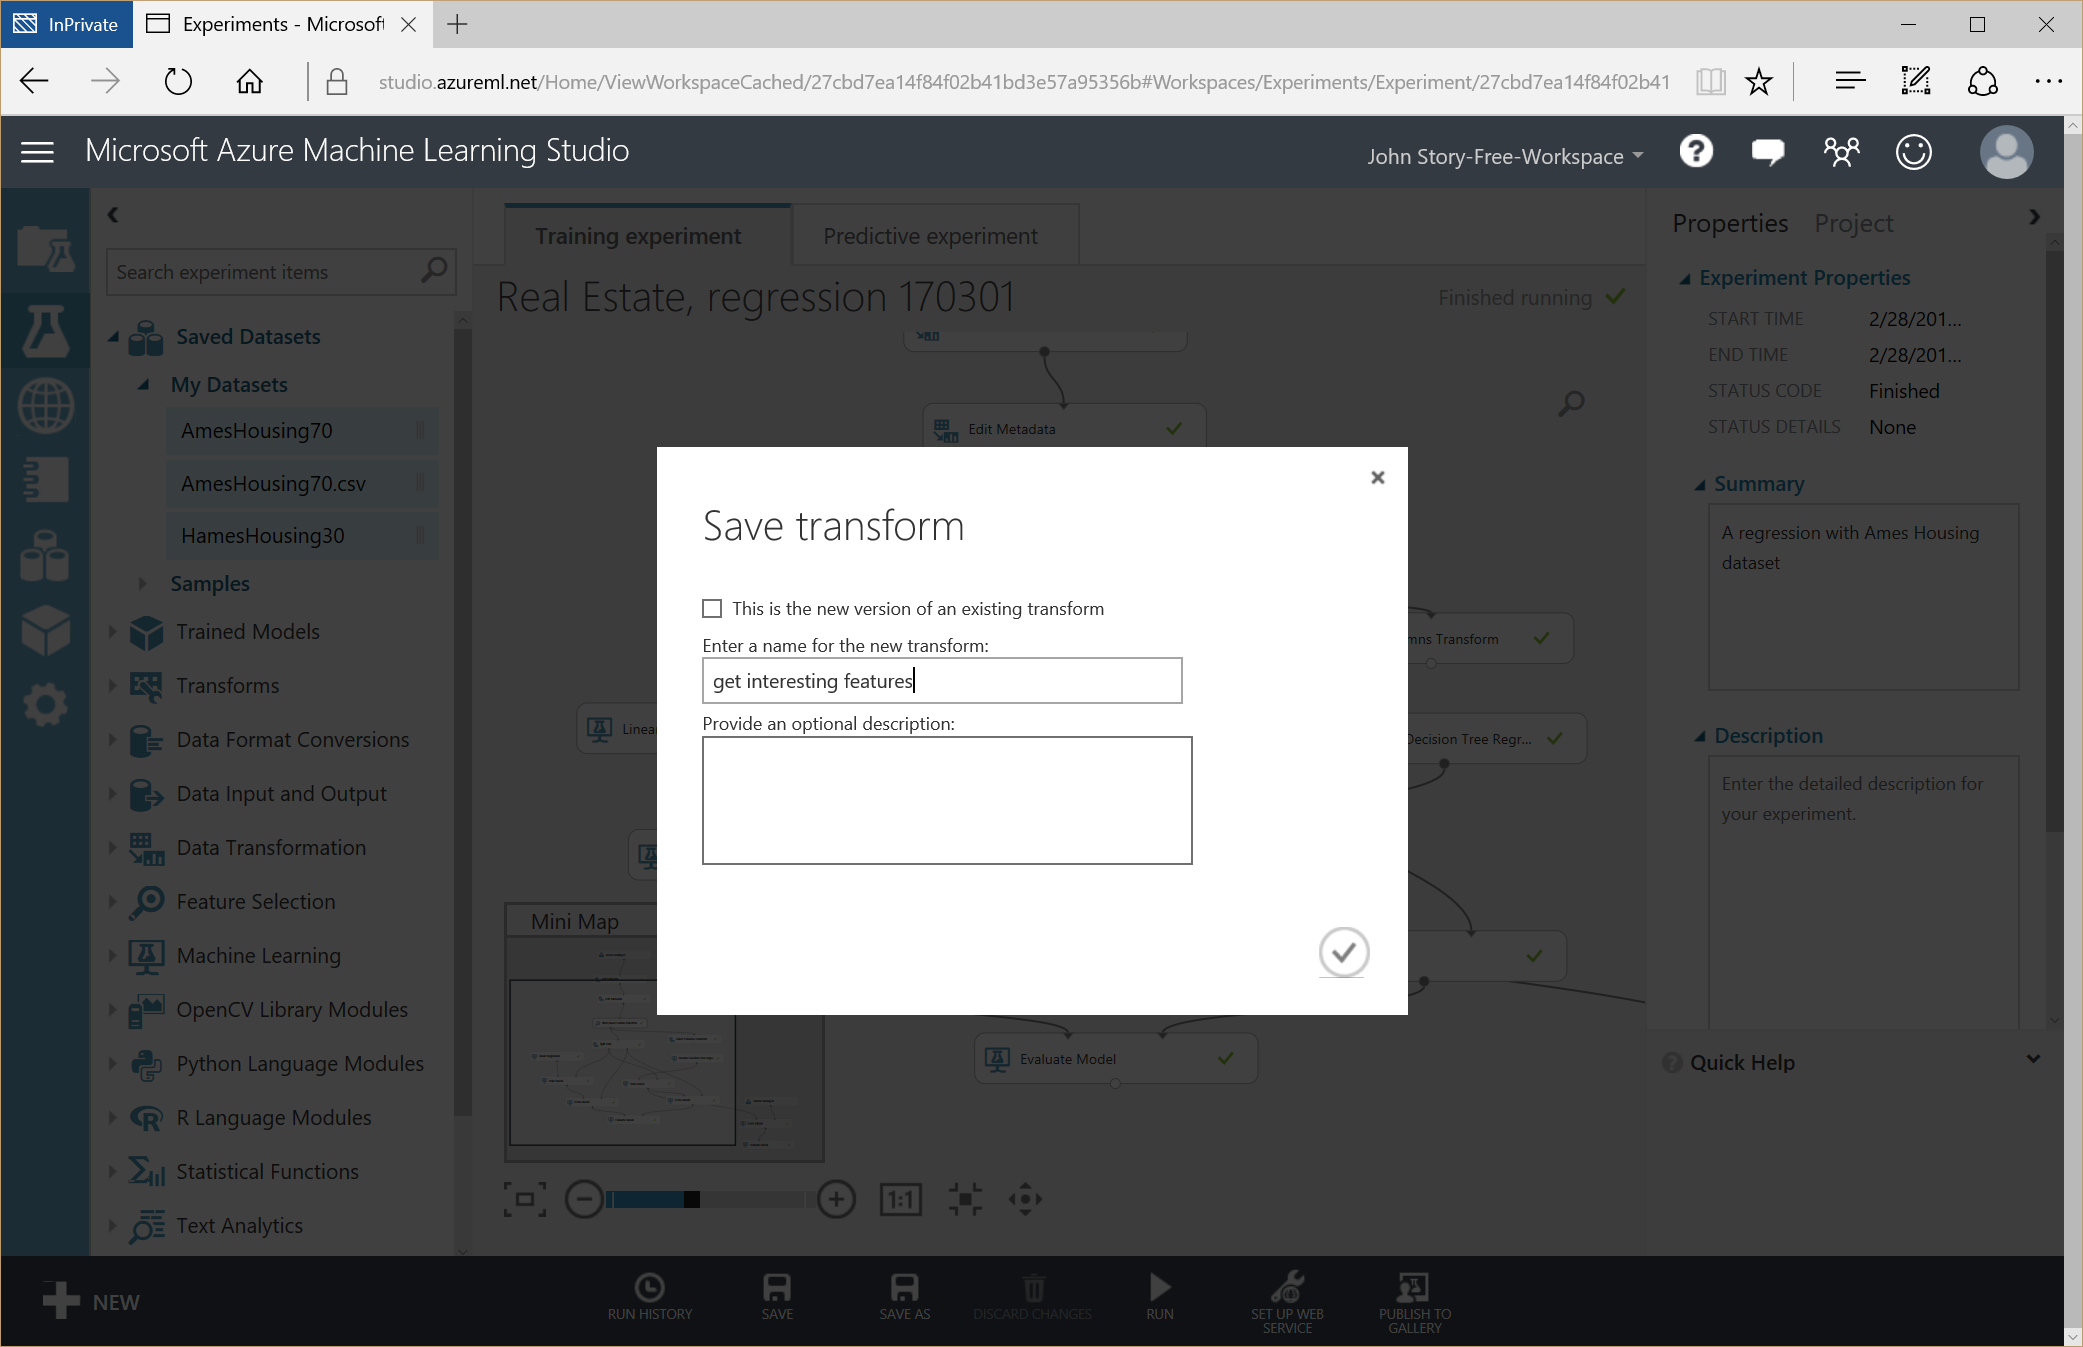 InPrivate
Experiments - Microsoft
studio.azureml.net/Home/ViewWorkspaceCached/27cbd7ea14f84f02b41bd3e57a95356b#Workspaces/Experiments/Experiment/27cbd7ea14f84f02b41
Microsoft Azure Machine Learning Studio
John Story-Free-Workspace
Search experiment items
Saved Datasets
My Datasets
AmesHousing70
AmesHousing70.csv
HamesHousing30
Samples
Trained Models
Transforms
Data Format Conversions
Data Input and Output
Data Transformation
Feature Selection
Machine Learning
OpenCV Library Modules
Python Language Modules
R Language Modules
Statistical Functions
Text Analytics
Training experiment
Predictive experiment
Real Estate, regression 170301
Finished running
Edit Metadata
mns Transform
Linea
Decision Tree Regr...
Evaluate Model
Mini Map
1:1
Save transform
This is the new version of an existing transform
Enter a name for the new transform:
get interesting features
Provide an optional description:
Properties
Project
Experiment Properties
START TIME 2/28/201...
END TIME 2/28/201...
STATUS CODE Finished
STATUS DETAILS None
Summary
A regression with Ames Housing
dataset
Description
Enter the detailed description for
your experiment.
Quick Help
NEW
RUN HISTORY
SAVE
SAVE AS
DISCARD CHANGES
RUN
SET UP WEB
SERVICE
PUBLISH TO
GALLERY